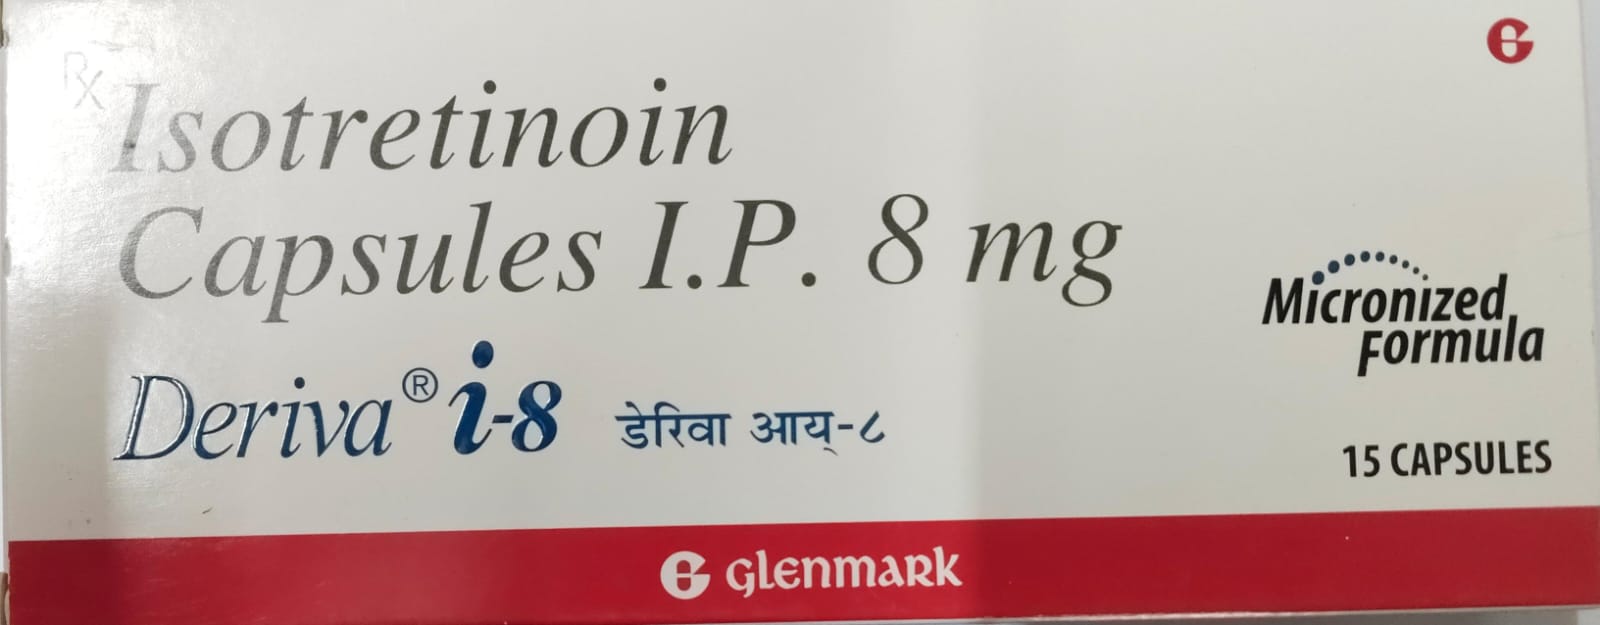 Rx
Isotretinoin
Capsules I.P. 8 mg
Deriva® i-8 डेरिवा आय्-८
Micronized
Formula
15 CAPSULES
glenmark